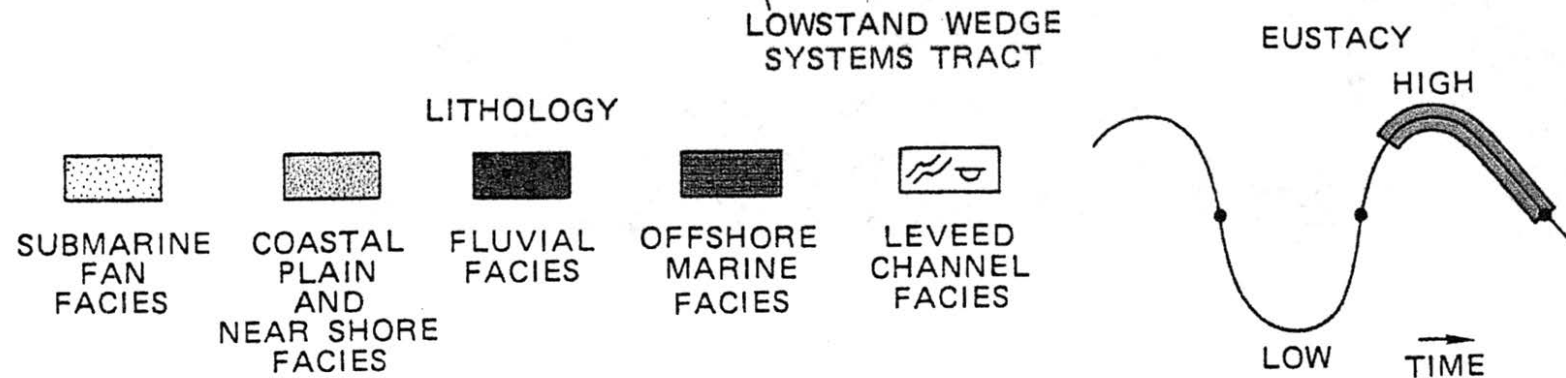 LOWSTAND WEDGE
SYSTEMS TRACT
EUSTACY
HIGH
LITHOLOGY
SUBMARINE
FAN
FACIES
COASTAL
PLAIN
AND
NEAR SHORE
FACIES
FLUVIAL
FACIES
OFFSHORE
MARINE
FACIES
LEVEED
CHANNEL
FACIES
LOW
TIME